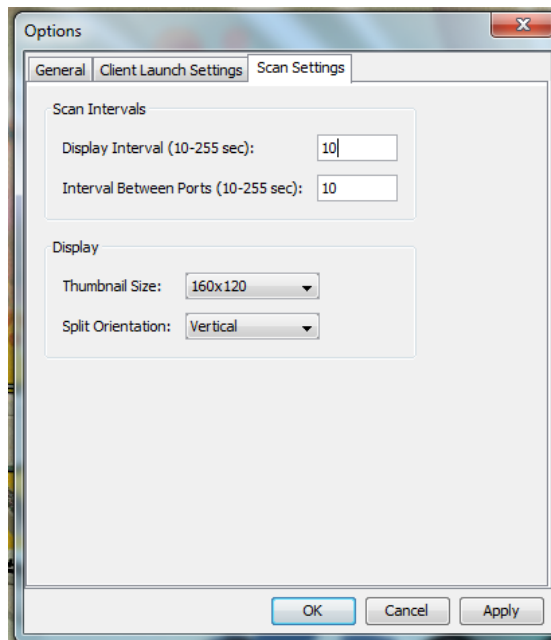 Options
General Client Launch Settings Scan Settings
Scan Intervals
Display Interval (10-255 sec): 10
Interval Between Ports (10-255 sec): 10
Display
Thumbnail Size: 160x120
Split Orientation: Vertical
OK Cancel Apply